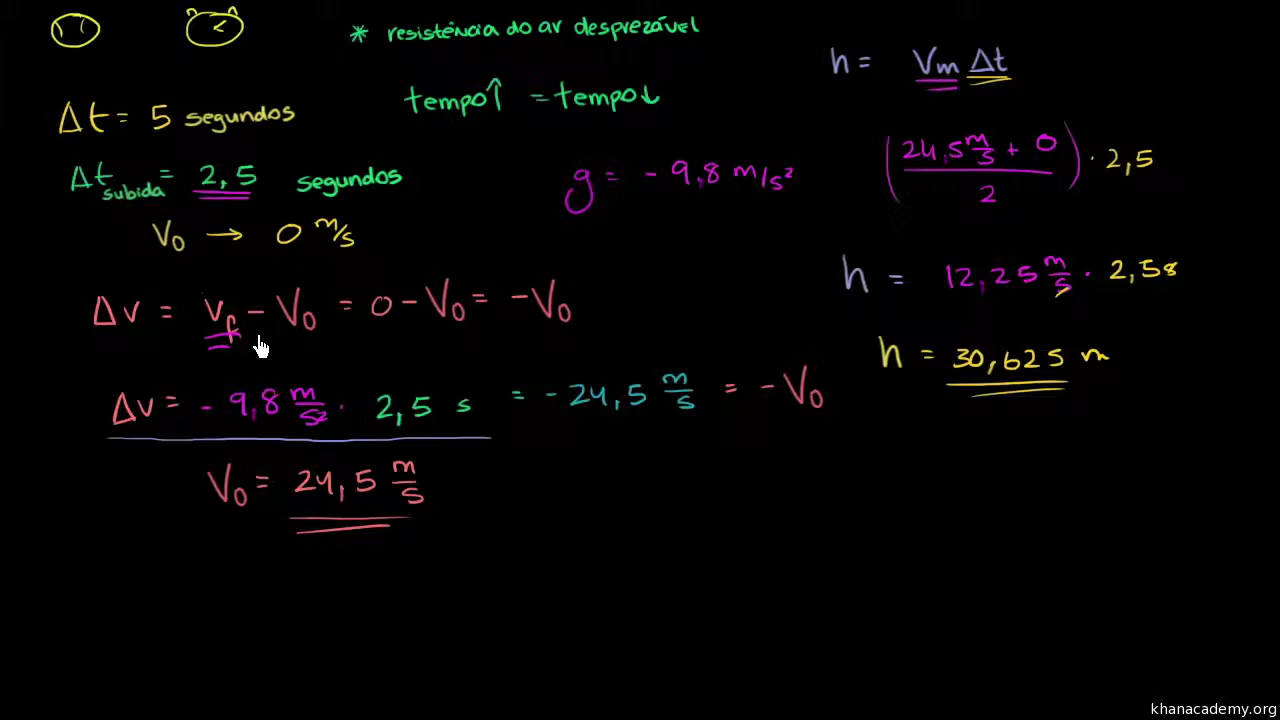 * resistência do ar desprezável
Δt = 5 segundos
tempo↑ = tempo↓
Δt subida = 2,5 segundos
g = - 9,8 m/s²
V₀ → 0 m/s
Δv = Vf - V₀ = 0 - V₀ = - V₀
Δv = - 9,8 m/s² · 2,5 s = - 24,5 m/s = - V₀
V₀ = 24,5 m/s
h = Vm Δt
(24,5 m/s + 0 / 2) · 2,5
h = 12,25 m/s · 2,5s
h = 30,625 m
khanacademy.org